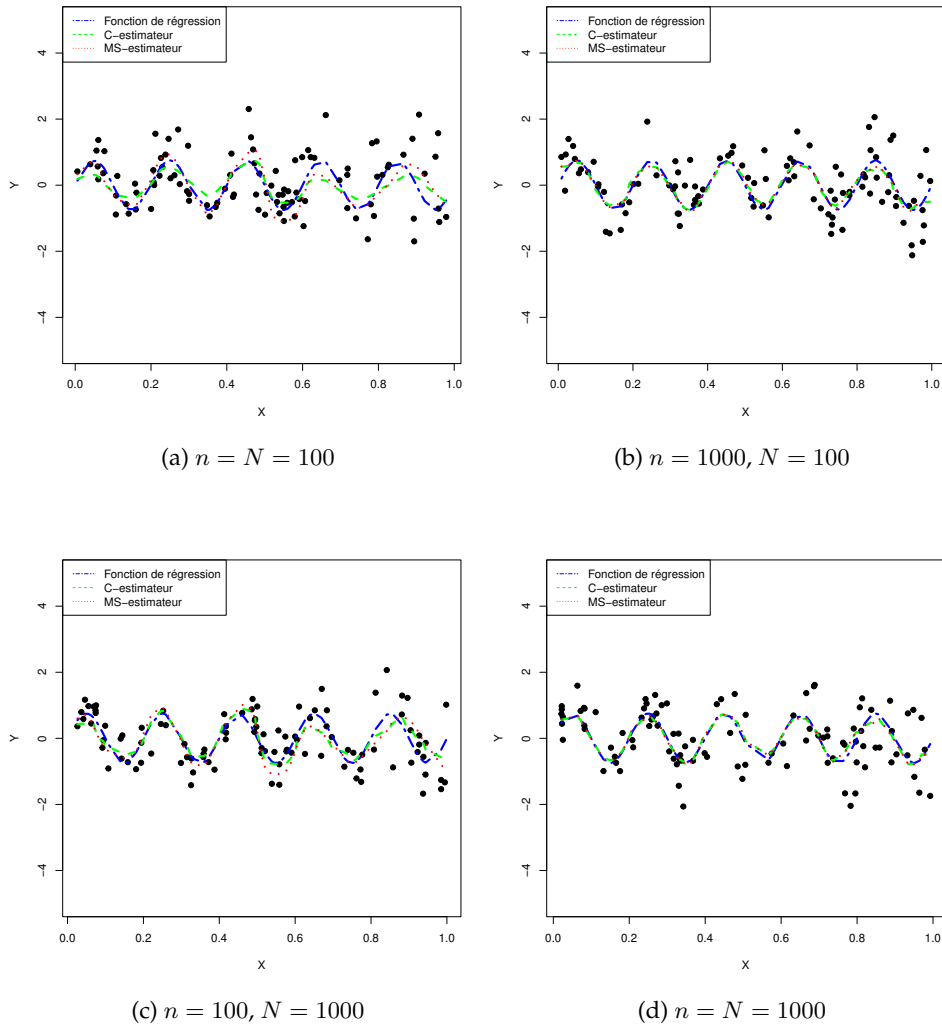 Fonction de régression
C−estimateur
MS−estimateur
Y
4
2
0
−2
−4
0.0 0.2 0.4 0.6 0.8 1.0
X
(a) n = N = 100
Fonction de régression
C−estimateur
MS−estimateur
Y
4
2
0
−2
−4
0.0 0.2 0.4 0.6 0.8 1.0
X
(b) n = 1000, N = 100
Fonction de régression
C−estimateur
MS−estimateur
Y
4
2
0
−2
−4
0.0 0.2 0.4 0.6 0.8 1.0
X
(c) n = 100, N = 1000
Fonction de régression
C−estimateur
MS−estimateur
Y
4
2
0
−2
−4
0.0 0.2 0.4 0.6 0.8 1.0
X
(d) n = N = 1000